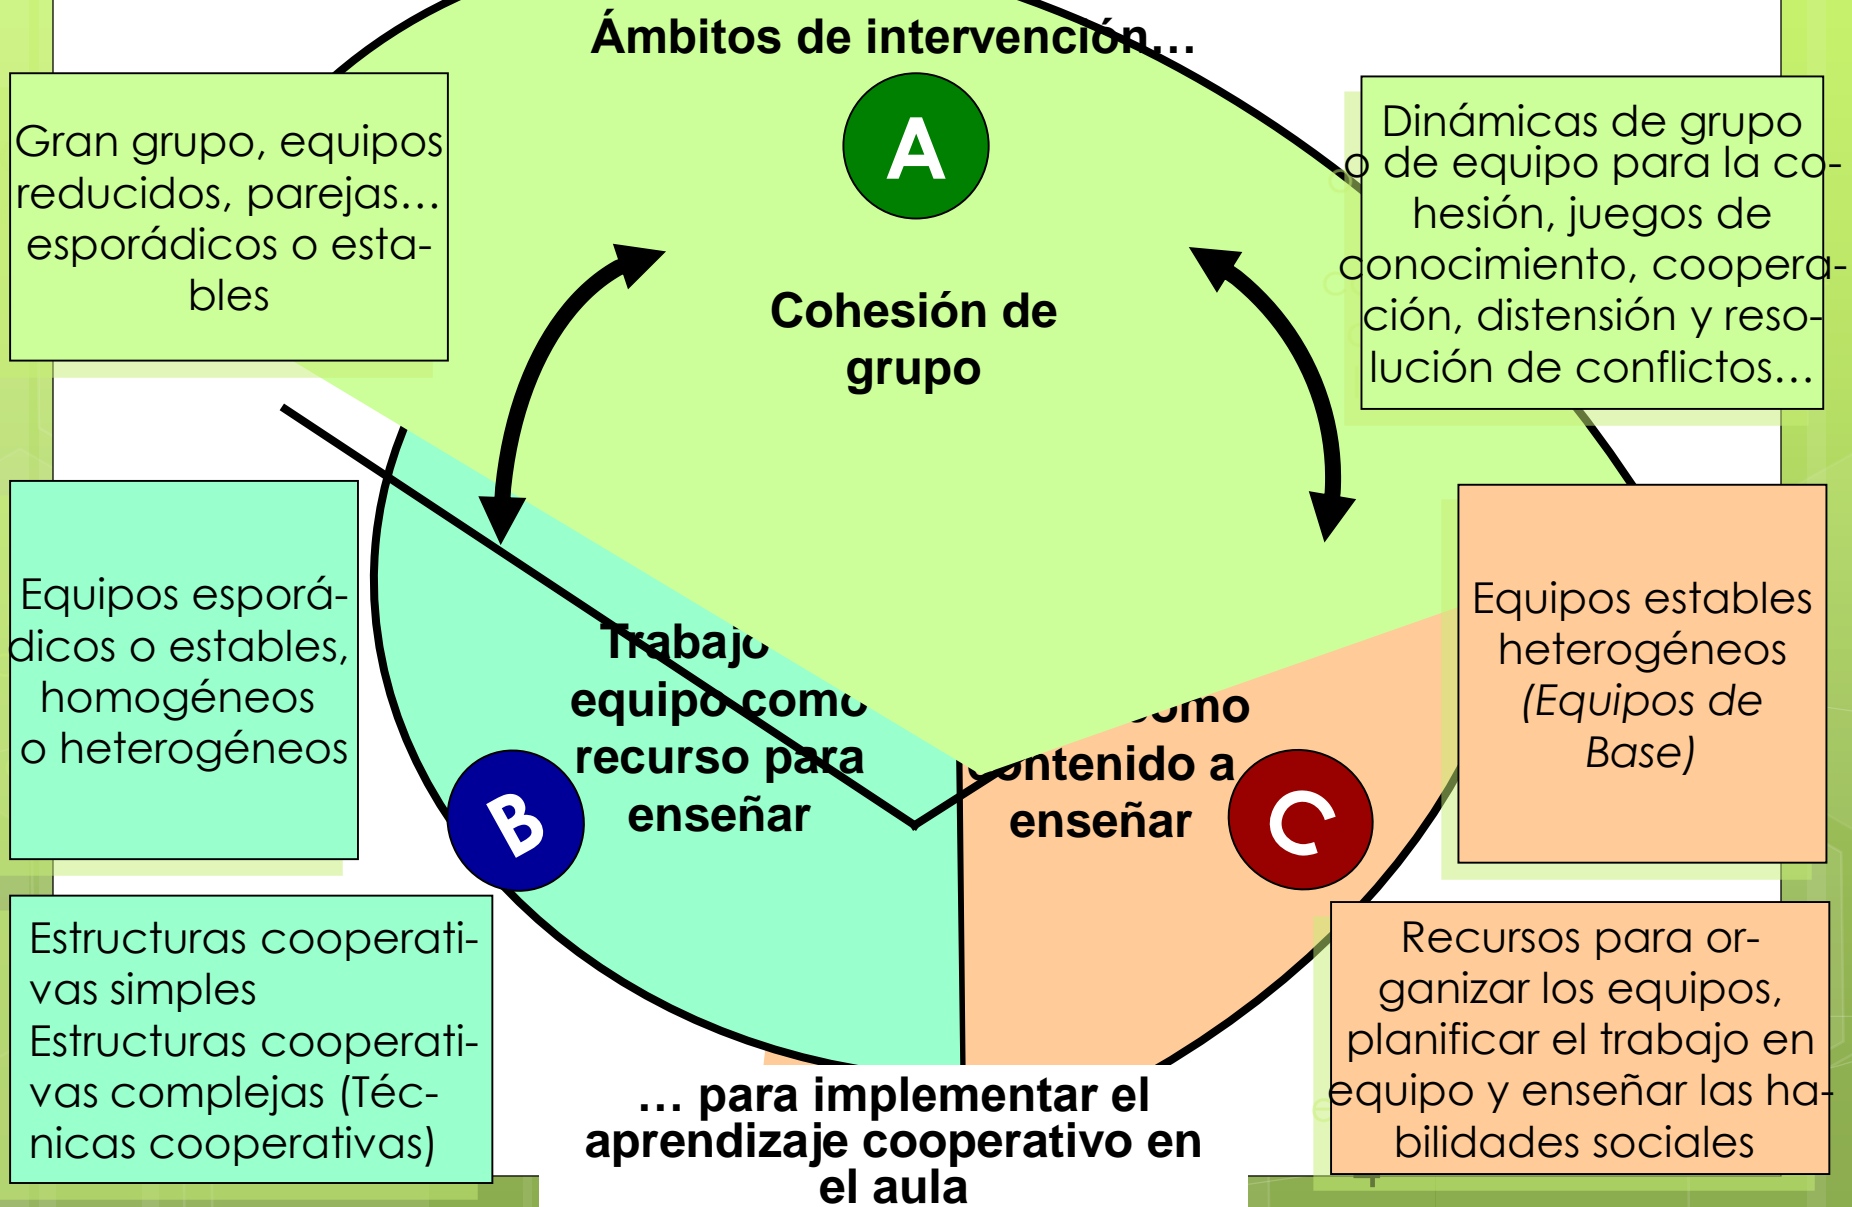 Ámbitos de intervención…
A
Gran grupo, equipos
reducidos, parejas…
esporádicos o esta-
bles
Dinámicas de grupo
o de equipo para la co-
hesión, juegos de
conocimiento, coopera-
ción, distensión y reso-
lución de conflictos…
Cohesión de
grupo
Equipos esporá-
dicos o estables,
homogéneos
o heterogéneos
Trabajo
equipo como
recurso para
enseñar
B
como
contenido a
enseñar
C
Equipos estables
heterogéneos
(Equipos de
Base)
Estructuras cooperati-
vas simples
Estructuras cooperati-
vas complejas (Téc-
nicas cooperativas)
Recursos para or-
ganizar los equipos,
planificar el trabajo en
equipo y enseñar las ha-
bilidades sociales
… para implementar el
aprendizaje cooperativo en
el aula